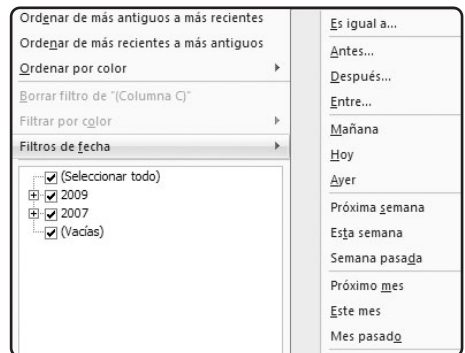 Ordenar de más antiguos a más recientes
Ordenar de más recientes a más antiguos
Ordenar por color
Borrar filtro de "(Columna C)"
Filtrar por color
Filtros de fecha
(Seleccionar todo)
2009
2007
(Vacías)
Es igual a...
Antes...
Después...
Entre...
Mañana
Hoy
Ayer
Próxima semana
Esta semana
Semana pasada
Próximo mes
Este mes
Mes pasado